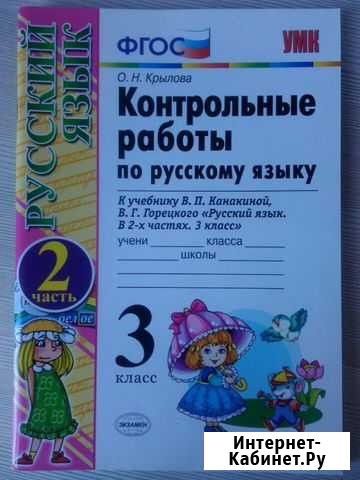 РУССКИЙ ЯЗЫК
ФГОС
УМК
О. Н. Крылова
Контрольные
работы
по русскому языку
К учебнику В. П. Канакиной,
В. Г. Горецкого «Русский язык.
В 2-х частях. 3 класс»
учени класса
школы
2
часть
3
класс
ЭКЗАМЕН
Интернет-
Кабинет.Ру